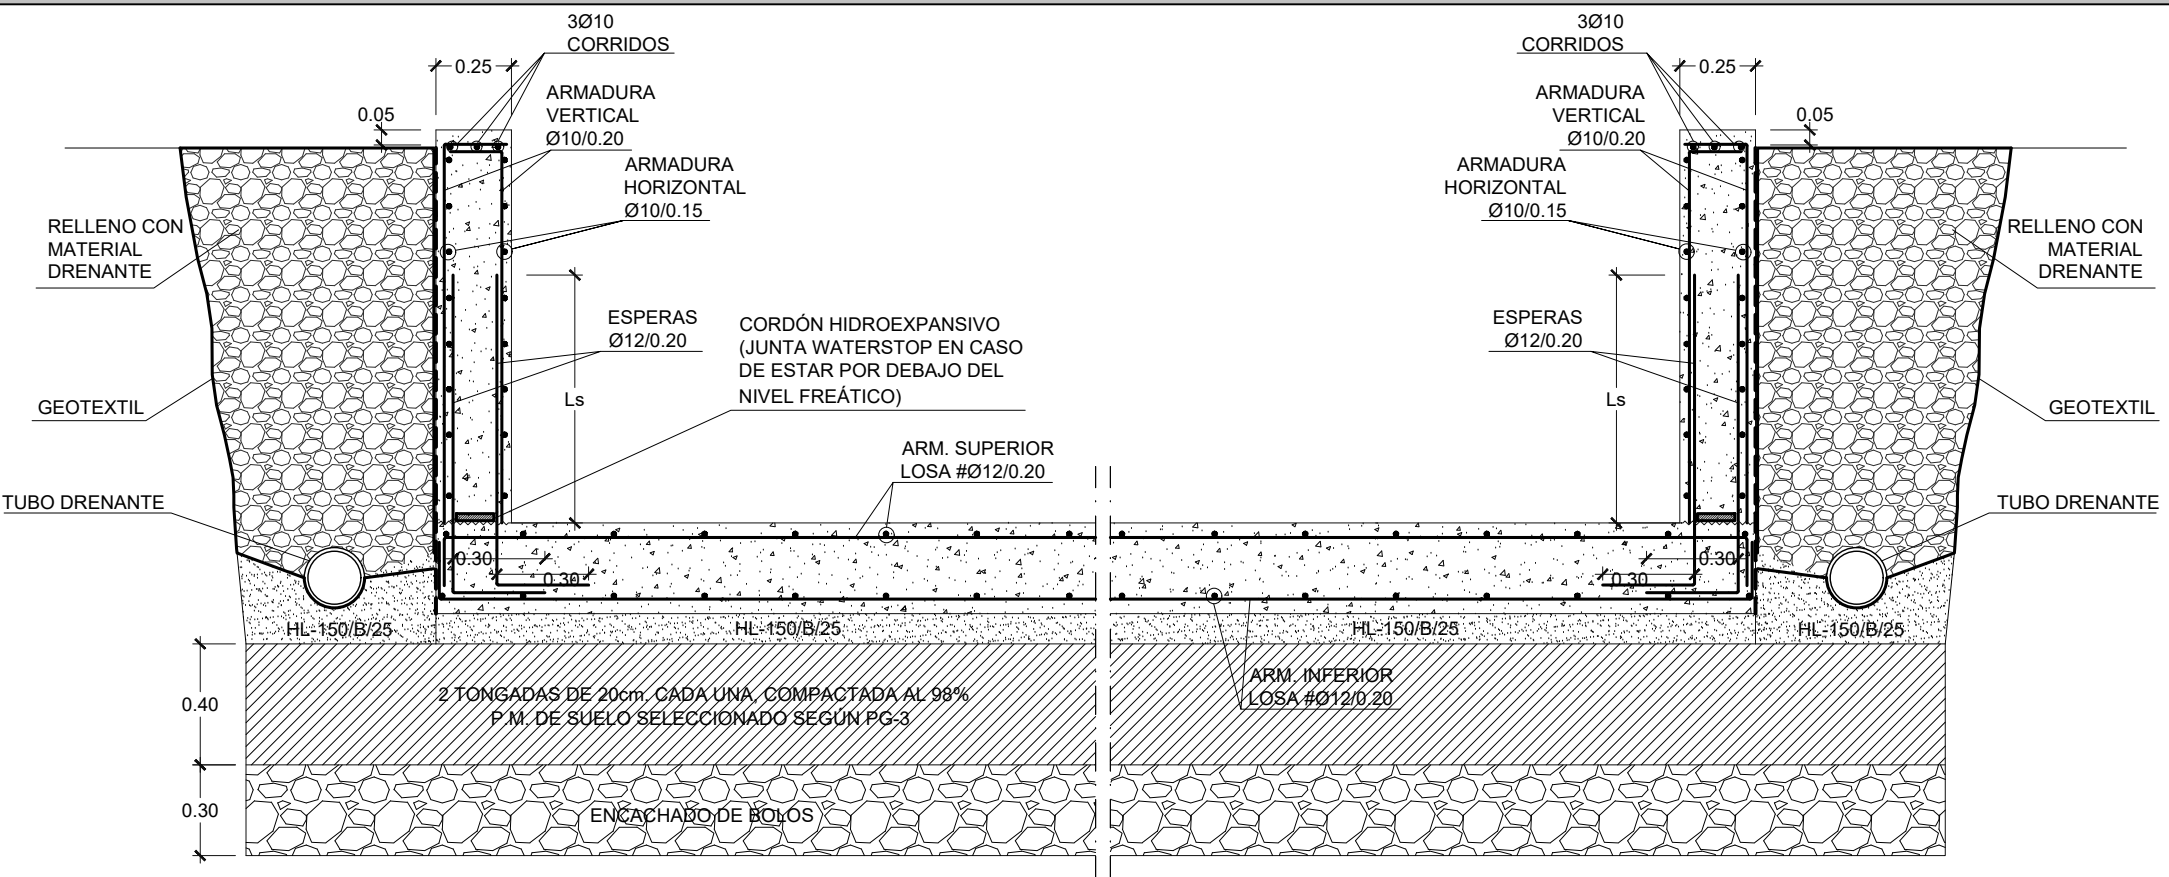 3Ø10
CORRIDOS
0.25
0.05
ARMADURA
VERTICAL
Ø10/0.20
ARMADURA
HORIZONTAL
Ø10/0.15
RELLENO CON
MATERIAL
DRENANTE
ESPERAS
Ø12/0.20
CORDÓN HIDROEXPANSIVO
(JUNTA WATERSTOP EN CASO
DE ESTAR POR DEBAJO DEL
NIVEL FREÁTICO)
Ls
GEOTEXTIL
ARM. SUPERIOR
LOSA #Ø12/0.20
TUBO DRENANTE
0.30
0.30
HL-150/B/25
HL-150/B/25
3Ø10
CORRIDOS
0.25
0.05
ARMADURA
VERTICAL
Ø10/0.20
ARMADURA
HORIZONTAL
Ø10/0.15
RELLENO CON
MATERIAL
DRENANTE
ESPERAS
Ø12/0.20
Ls
GEOTEXTIL
TUBO DRENANTE
0.30
0.30
HL-150/B/25
HL-150/B/25
ARM. INFERIOR
LOSA #Ø12/0.20
0.40
2 TONGADAS DE 20cm. CADA UNA, COMPACTADA AL 98%
P.M. DE SUELO SELECCIONADO SEGÚN PG-3
0.30
ENCACHADO DE BOLOS